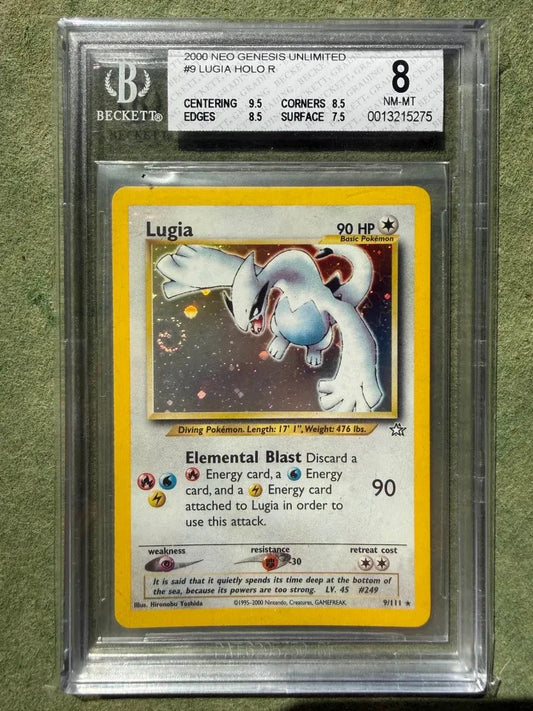 2000 NEO GENESIS UNLIMITED
#9 LUGIA HOLO R
8
CENTERING 9.5 CORNERS 8.5
NM-MT
EDGES 8.5 SURFACE 7.5
0013215275
B
BECKETT®
Lugia
90 HP
Basic Pokémon
Diving Pokémon. Length: 17' 1", Weight: 476 lbs.
Elemental Blast Discard a
Energy card, a Energy
card, and a Energy card
attached to Lugia in order to
use this attack.
90
weakness
resistance
retreat cost
-30
It is said that it quietly spends its time deep at the bottom of
the sea, because its powers are too strong. LV. 45 #249
Illus. Hironobu Yoshida
©1995-2000 Nintendo, Creatures, GAMEFREAK.
9/111 ★